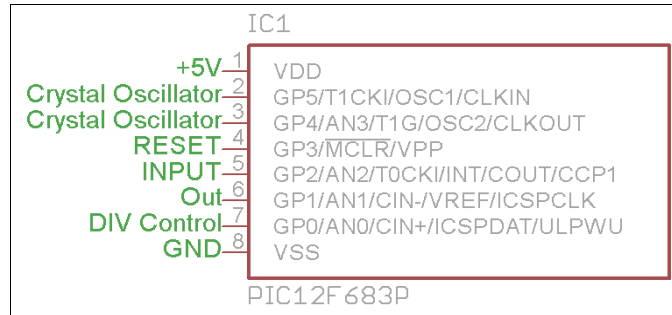 IC1
+5V 1 VDD
Crystal Oscillator 2 GP5/T1CKI/OSC1/CLKIN
Crystal Oscillator 3 GP4/AN3/T1G/OSC2/CLKOUT
RESET 4 GP3/MCLR/VPP
INPUT 5 GP2/AN2/T0CKI/INT/COUT/CCP1
Out 6 GP1/AN1/CIN-/VREF/ICSPCLK
DIV Control 7 GP0/AN0/CIN+/ICSPDAT/ULPWU
GND 8 VSS
PIC12F683P